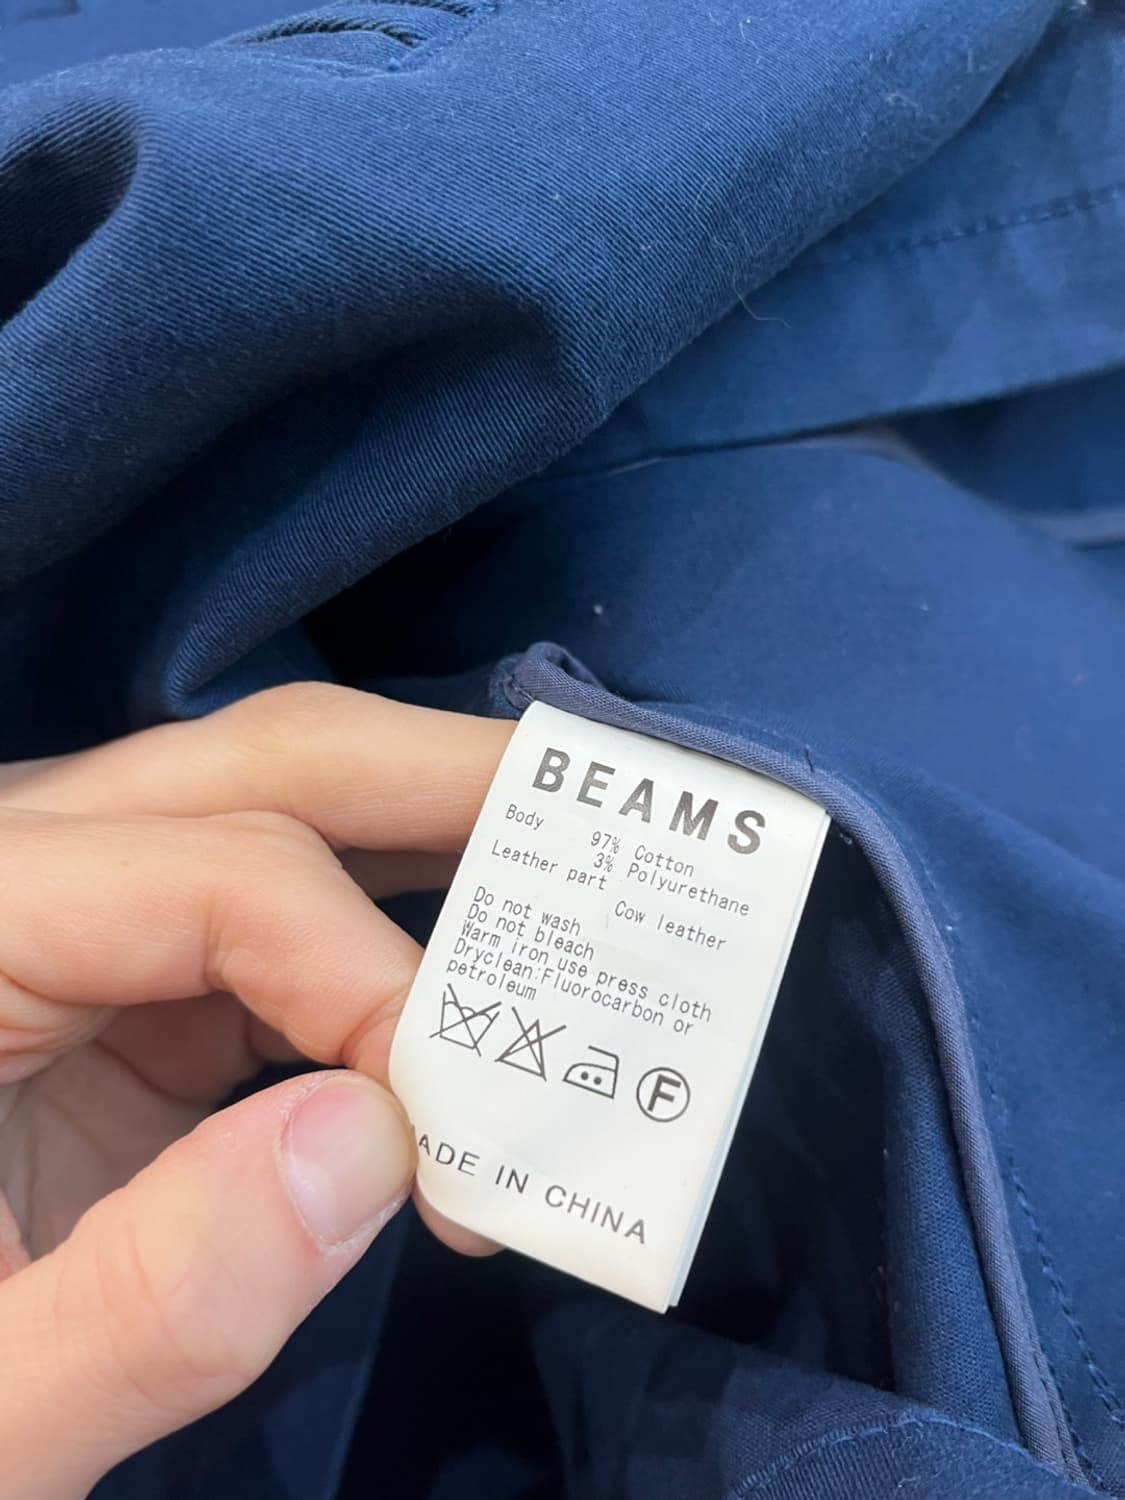 BEAMS
Body 97% Cotton
3% Polyurethane
Leather part
Cow leather
Do not wash
Do not bleach
Warm iron use press cloth
Dryclean:Fluorocarbon or
petroleum
F
ADE IN CHINA